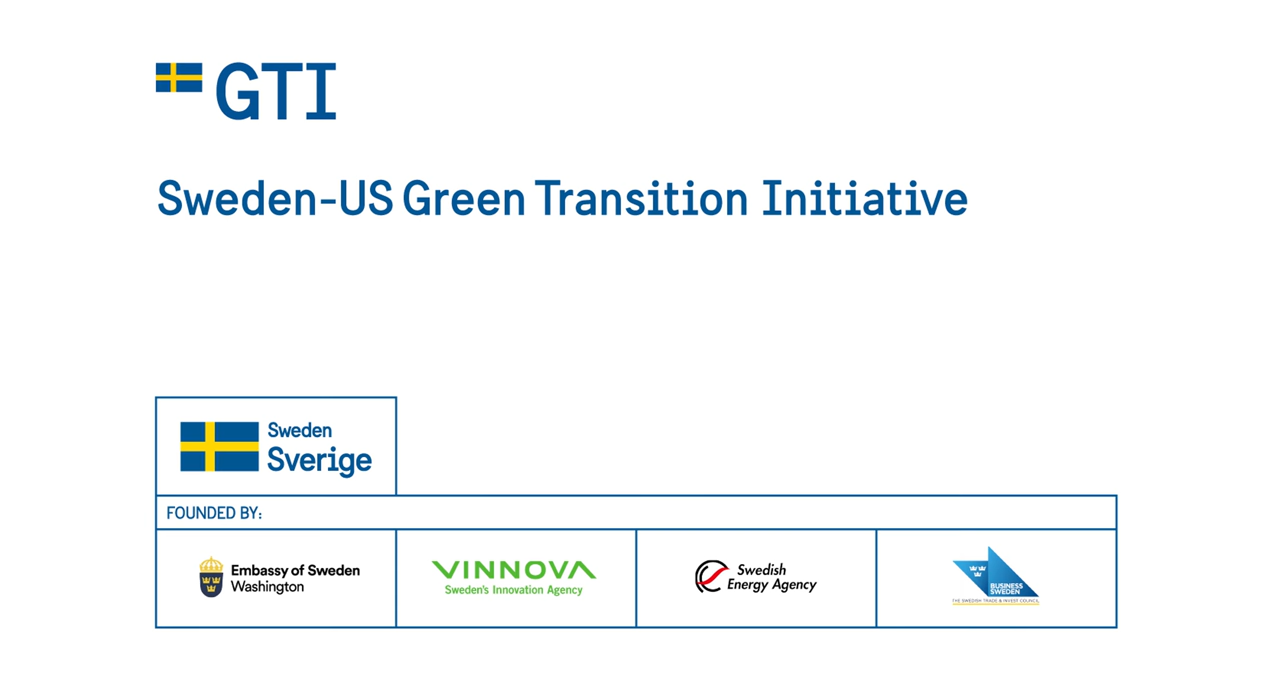 GTI
Sweden-US Green Transition Initiative
Sweden
Sverige
FOUNDED BY:
Embassy of Sweden
Washington
VINNOVA
Sweden's Innovation Agency
Swedish
Energy Agency
BUSINESS
SWEDEN
THE SWEDISH TRADE & INVEST COUNCIL